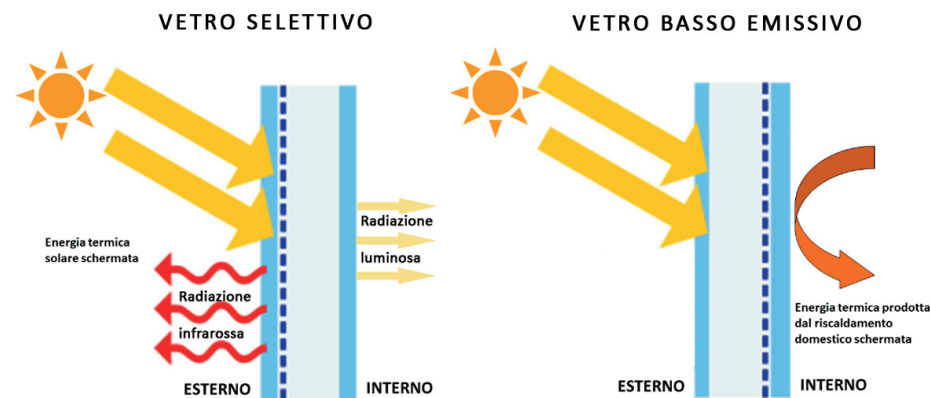 VETRO SELETTIVO
Energia termica
solare schermata
Radiazione
infrarossa
Radiazione
luminosa
ESTERNO
INTERNO
VETRO BASSO EMISSIVO
Energia termica prodotta
dal riscaldamento
domestico schermata
ESTERNO
INTERNO